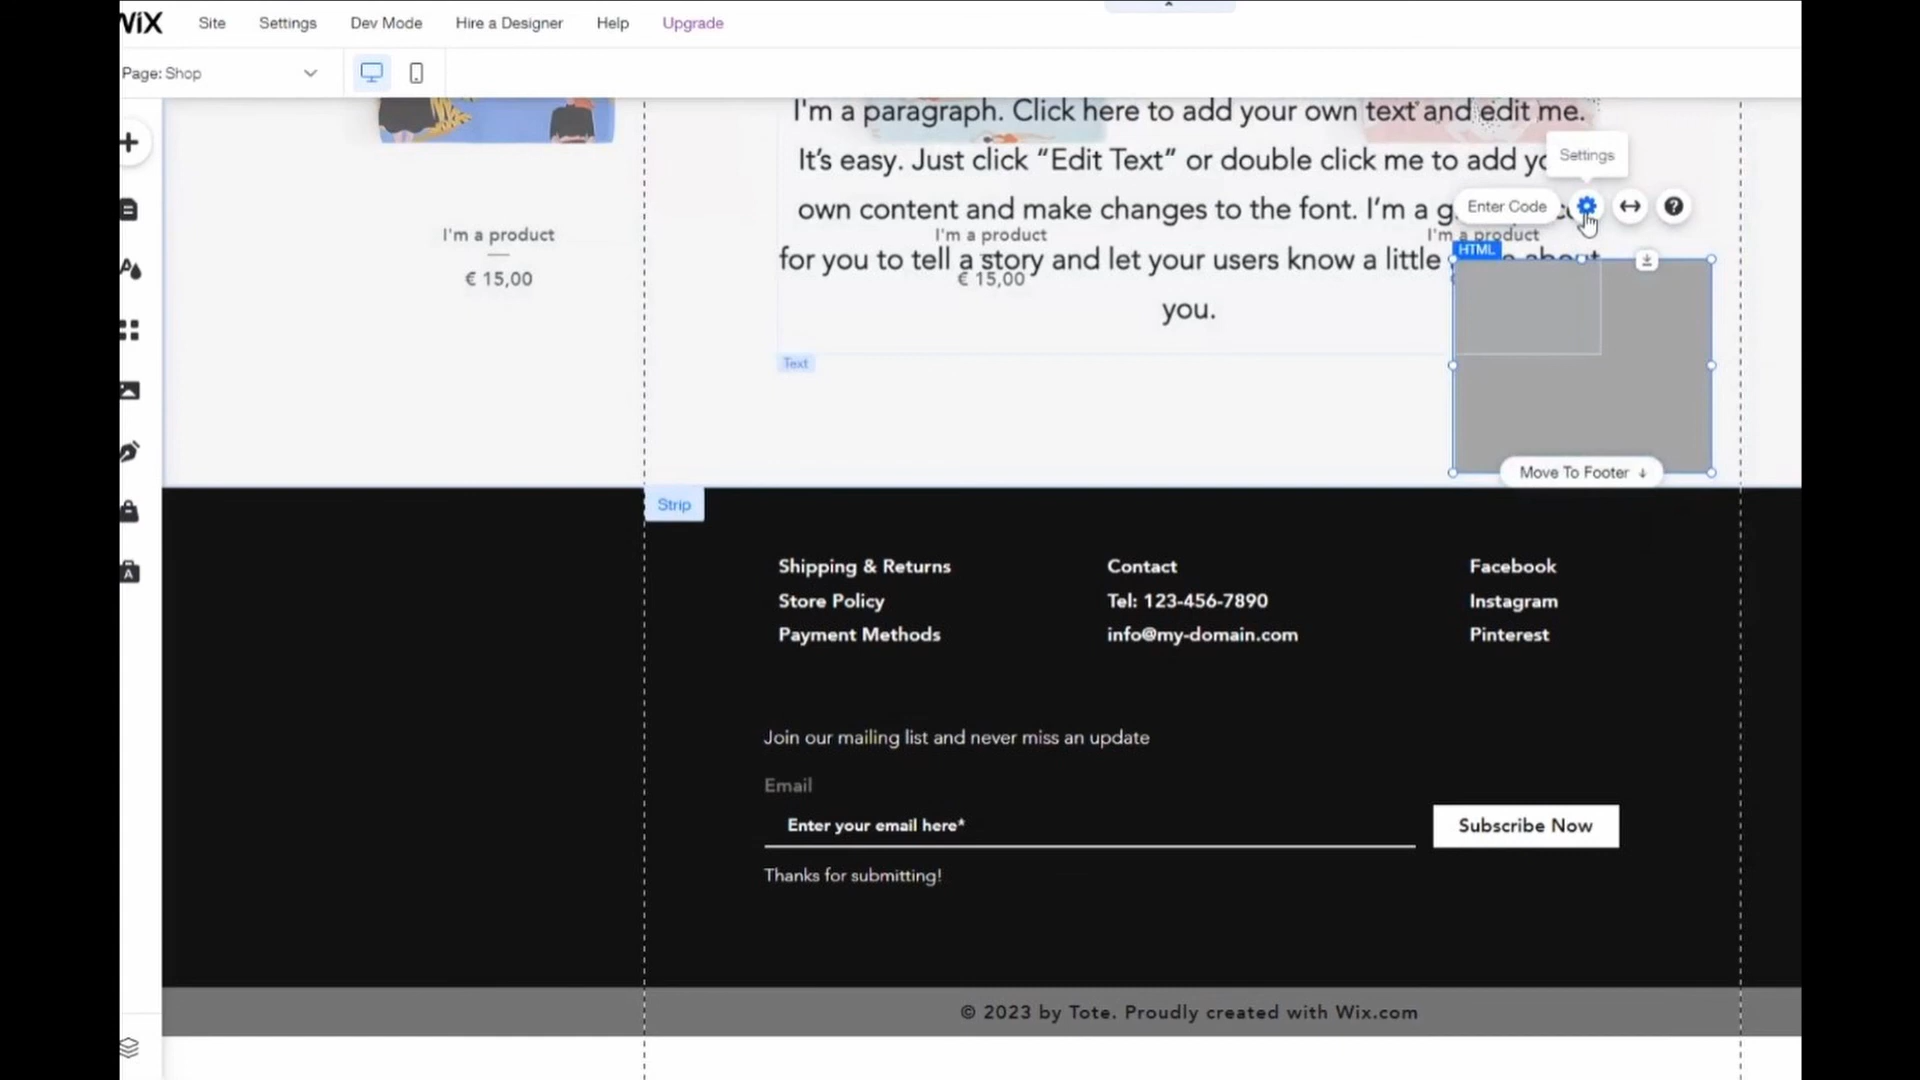 WiX Site Settings Dev Mode Hire a Designer Help Upgrade
Page: Shop
I'm a paragraph. Click here to add your own text and edit me.
It's easy. Just click “Edit Text” or double click me to add
Settings
own content and make changes to the font. I'm a
Enter Code
I'm a product
I'm a product
I'm a product
HTML
for you to tell a story and let your users know a little
€ 15,00
€ 15,00
you.
Text
Move To Footer
Strip
Shipping & Returns
Store Policy
Payment Methods
Contact
Tel: 123-456-7890
info@my-domain.com
Facebook
Instagram
Pinterest
Join our mailing list and never miss an update
Email
Enter your email here*
Subscribe Now
Thanks for submitting!
© 2023 by Tote. Proudly created with Wix.com